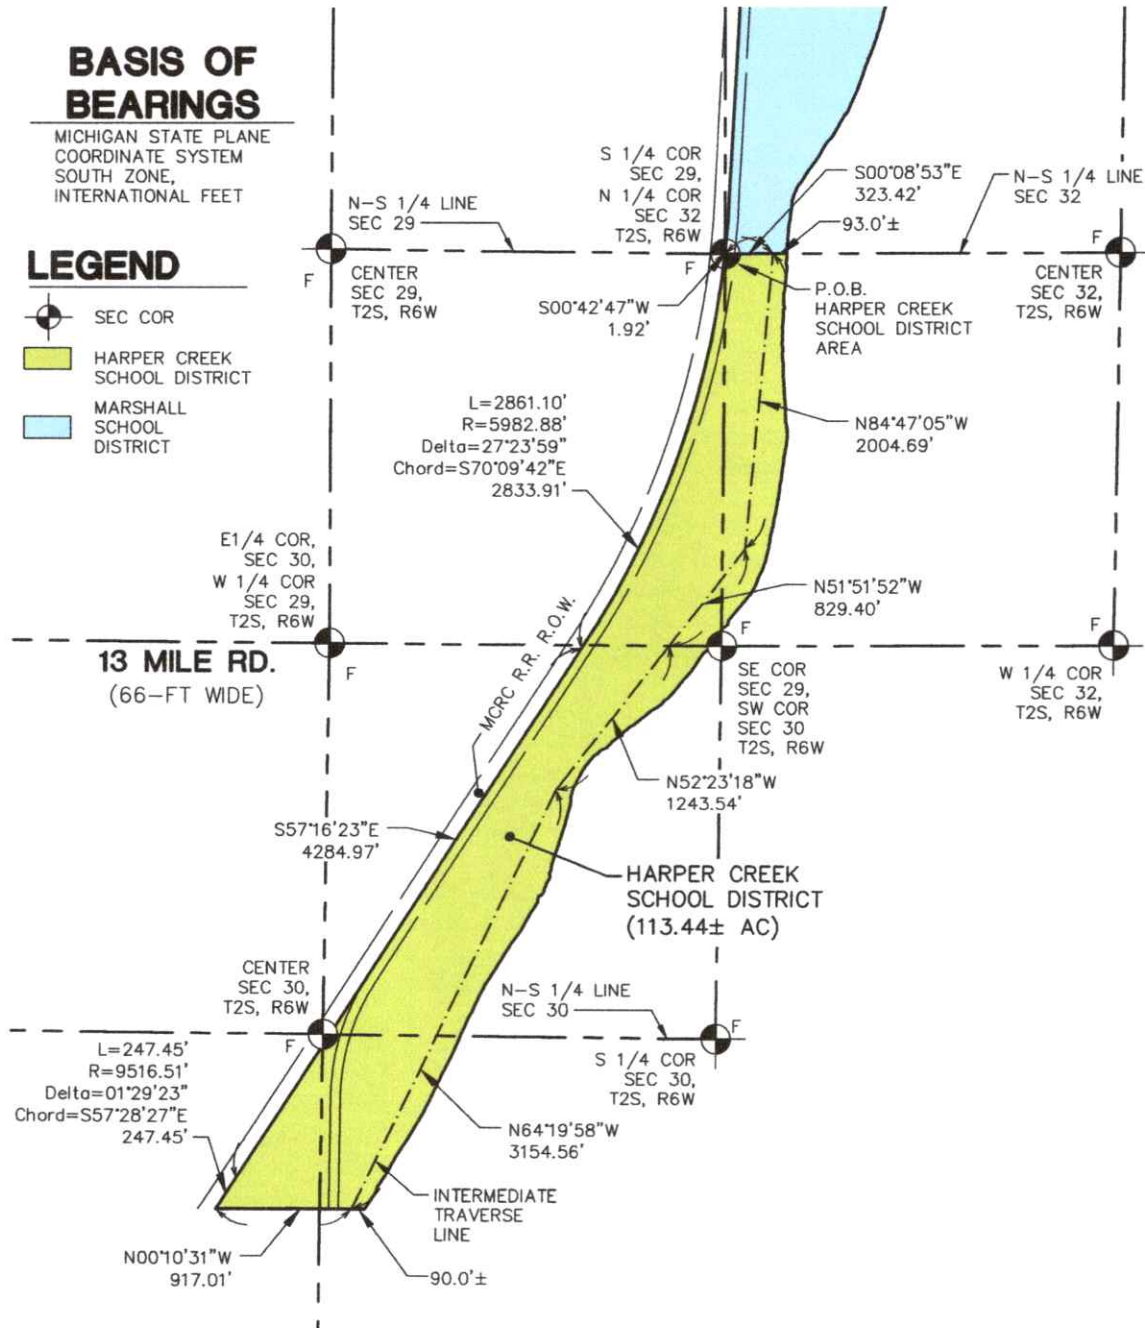 BASIS OF
BEARINGS
MICHIGAN STATE PLANE
COORDINATE SYSTEM
SOUTH ZONE,
INTERNATIONAL FEET
LEGEND
SEC COR
HARPER CREEK
SCHOOL DISTRICT
MARSHALL
SCHOOL
DISTRICT
N-S 1/4 LINE
SEC 29
F
CENTER
SEC 29,
T2S, R6W
S 1/4 COR
SEC 29,
N 1/4 COR
SEC 32
T2S, R6W
F
S00°08'53"E
323.42'
93.0'±
N-S 1/4 LINE
SEC 32
F
CENTER
SEC 32,
T2S, R6W
S00°42'47"W
1.92'
P.O.B.
HARPER CREEK
SCHOOL DISTRICT
AREA
L=2861.10'
R=5982.88'
Delta=27°23'59"
Chord=S70°09'42"E
2833.91'
N84°47'05"W
2004.69'
E1/4 COR,
SEC 30,
W 1/4 COR
SEC 29,
T2S, R6W
F
13 MILE RD.
(66-FT WIDE)
MCRC R.R. R.O.W.
N51°51'52"W
829.40'
F
SE COR
SEC 29,
SW COR
SEC 30
T2S, R6W
F
W 1/4 COR
SEC 32,
T2S, R6W
N52°23'18"W
1243.54'
S57°16'23"E
4284.97'
HARPER CREEK
SCHOOL DISTRICT
(113.44± AC)
CENTER
SEC 30,
T2S, R6W
F
N-S 1/4 LINE
SEC 30
F
S 1/4 COR
SEC 30,
T2S, R6W
L=247.45'
R=9516.51'
Delta=01°29'23"
Chord=S57°28'27"E
247.45'
N64°19'58"W
3154.56'
INTERMEDIATE
TRAVERSE
LINE
N00°10'31"W
917.01'
90.0'±